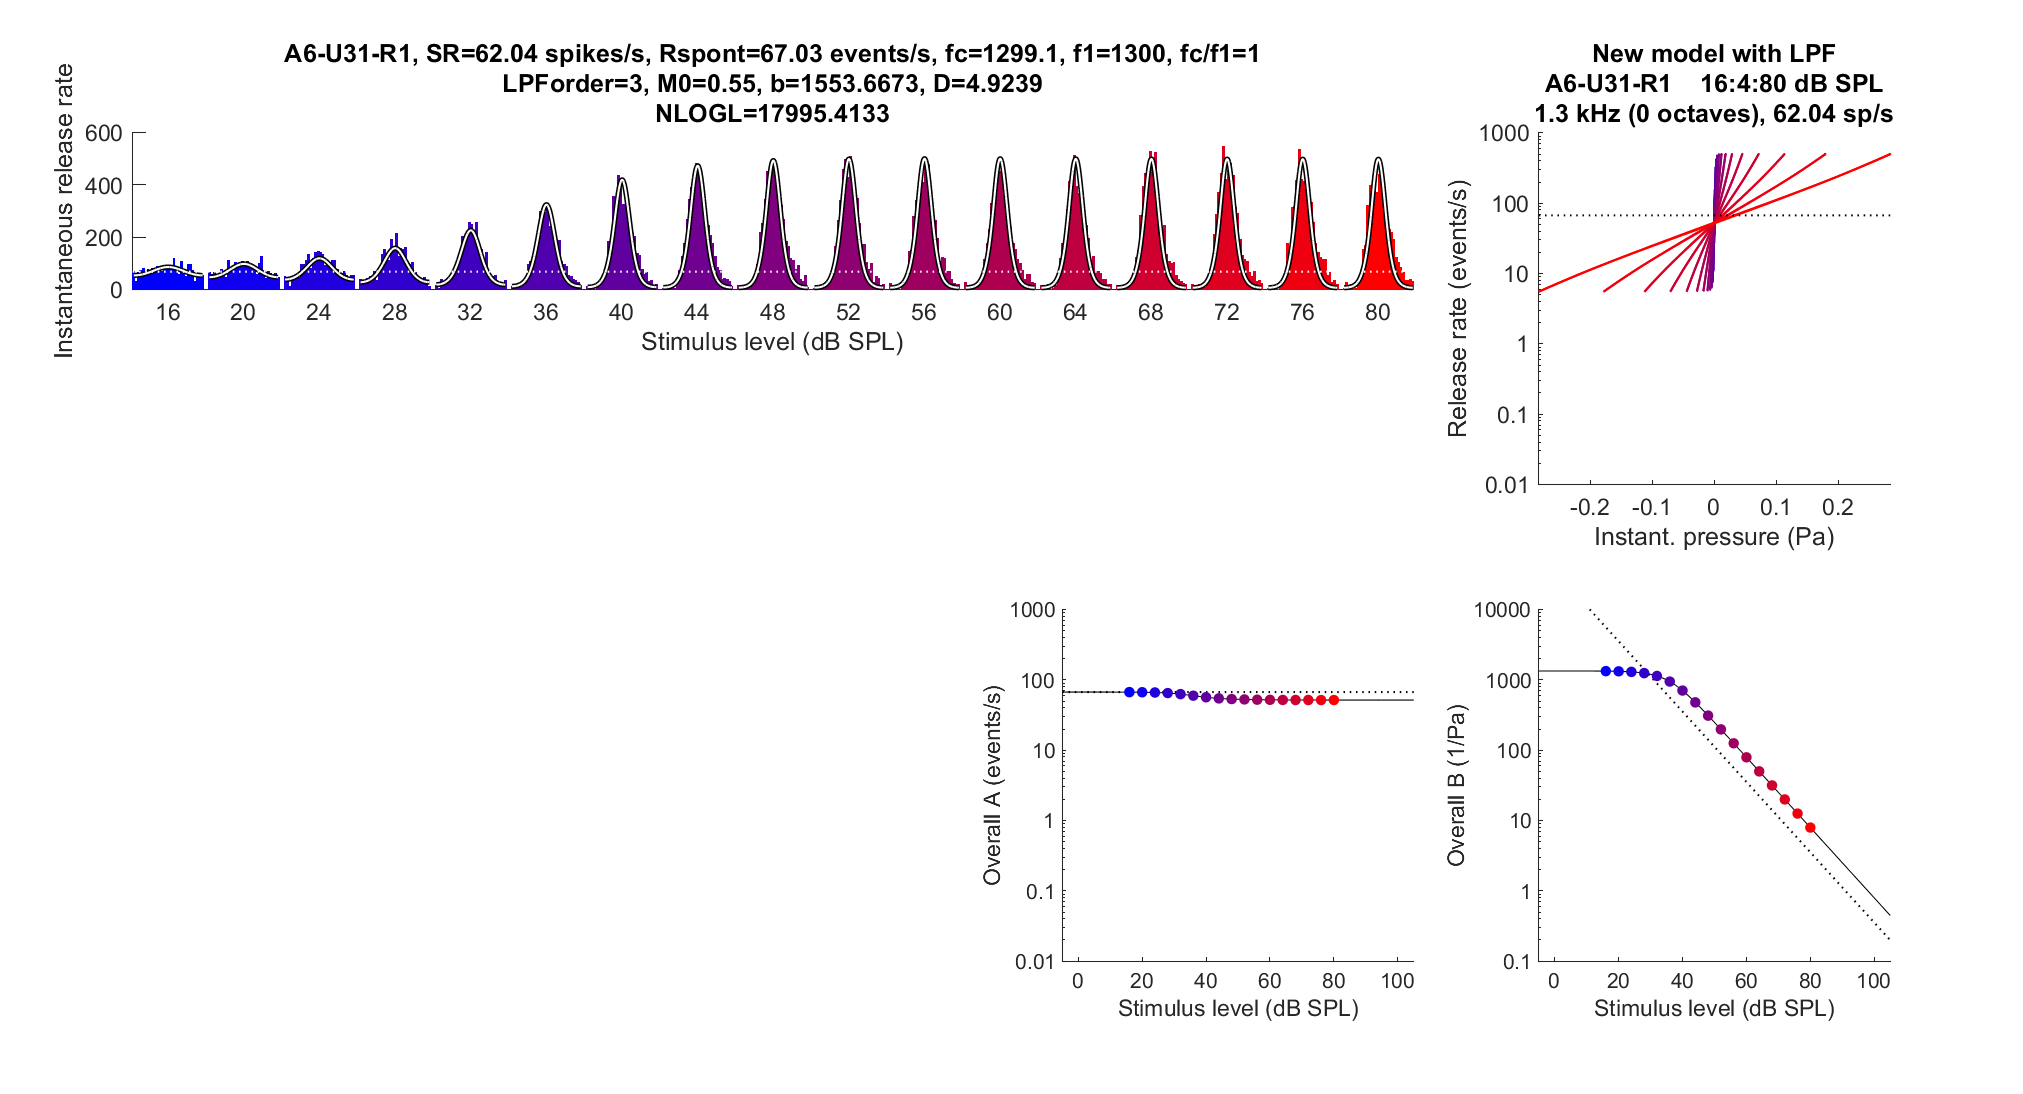 A6-U31-R1, SR=62.04 spikes/s, Rspont=67.03 events/s, fc=1299.1, f1=1300, fc/f1=1
LPForder=3, M0=0.55, b=1553.6673, D=4.9239
NLOGL=17995.4133
Instantaneous release rate
600
400
200
0
16 20 24 28 32 36 40 44 48 52 56 60 64 68 72 76 80
Stimulus level (dB SPL)
New model with LPF
A6-U31-R1 16:4:80 dB SPL
1.3 kHz (0 octaves), 62.04 sp/s
Release rate (events/s)
1000
100
10
1
0.1
0.01
-0.2 -0.1 0 0.1 0.2
Instant. pressure (Pa)
Overall A (events/s)
1000
100
10
1
0.1
0.01
0 20 40 60 80 100
Stimulus level (dB SPL)
Overall B (1/Pa)
10000
1000
100
10
1
0.1
0 20 40 60 80 100
Stimulus level (dB SPL)